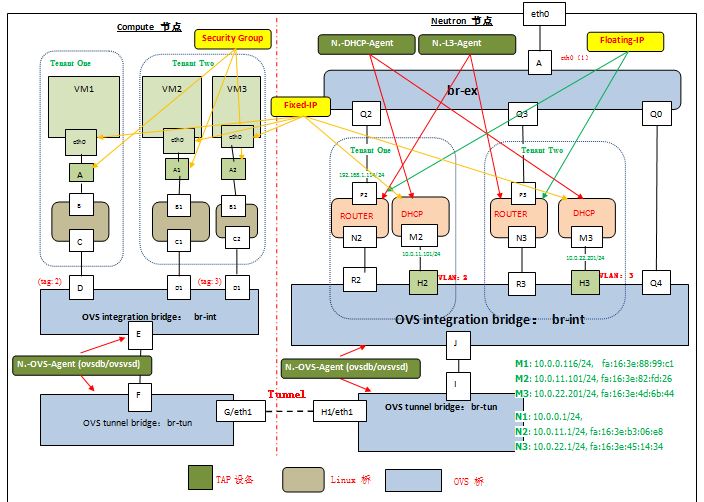 Compute 节点
Neutron 节点
eth0
Security Group
N.-DHCP-Agent
N.-L3-Agent
Floating-IP
A
eth0 (1)
Tenant One
Tenant Two
VM1
VM2
VM3
br-ex
Fixed-IP
Q2
Q3
Q0
eth0
eth0
eth0
Tenant One
Tenant Two
A
A1
A2
192.168.1.114/24
P2
P3
B
B1
B1
ROUTER
DHCP
ROUTER
DHCP
C
C1
C2
N2
M2
N3
M3
10.0.11.101/24
10.0.22.201/24
(tag: 2)
(tag: 3)
VLAN: 2
VLAN: 3
D
D1
D1
R2
H2
R3
H3
Q4
OVS integration bridge: br-int
OVS integration bridge: br-int
E
J
N.-OVS-Agent (ovsdb/ovsvsd)
N.-OVS-Agent (ovsdb/ovsvsd)
M1: 10.0.0.116/24, fa:16:3e:88:99:c1
M2: 10.0.11.101/24, fa:16:3e:82:fd:26
M3: 10.0.22.201/24, fa:16:3e:4d:6b:44
F
Tunnel
I
G/eth1
H1/eth1
N1: 10.0.0.1/24,
N2: 10.0.11.1/24, fa:16:3e:b3:06:e8
N3: 10.0.22.1/24, fa:16:3e:45:14:34
OVS tunnel bridge: br-tun
OVS tunnel bridge: br-tun
TAP 设备
Linux 桥
OVS 桥